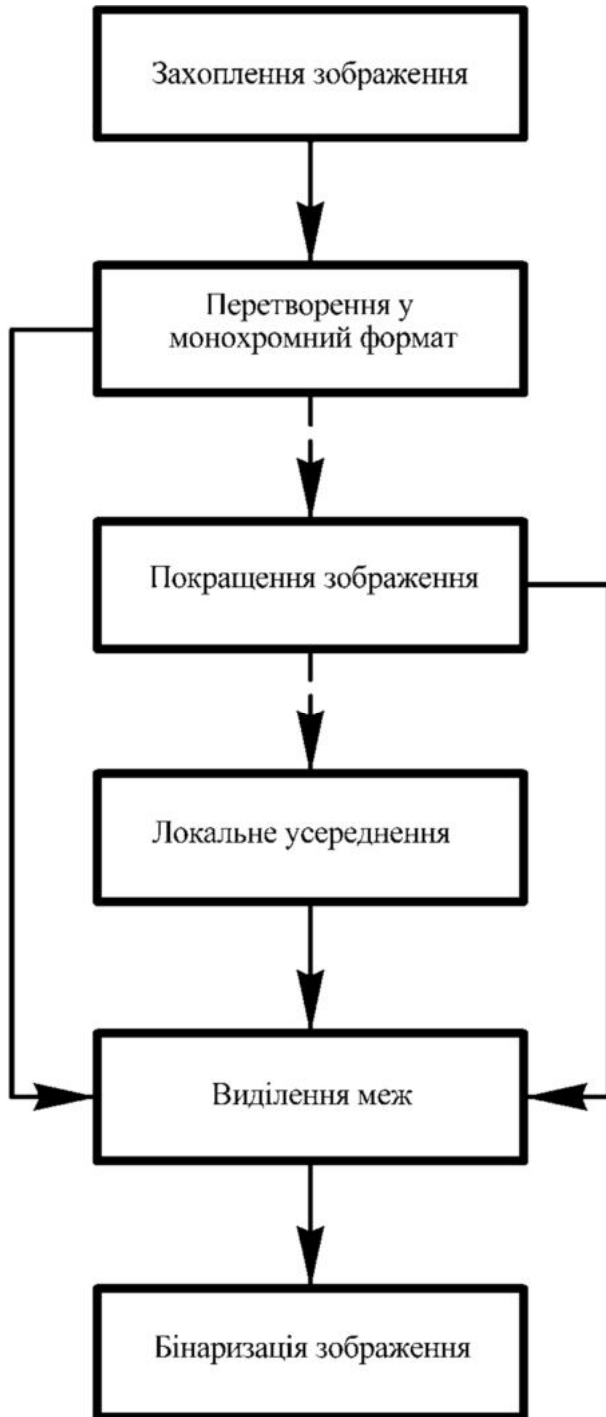 Захоплення зображення
Перетворення у
монохромний формат
Покращення зображення
Локальне усереднення
Виділення меж
Бінаризація зображення